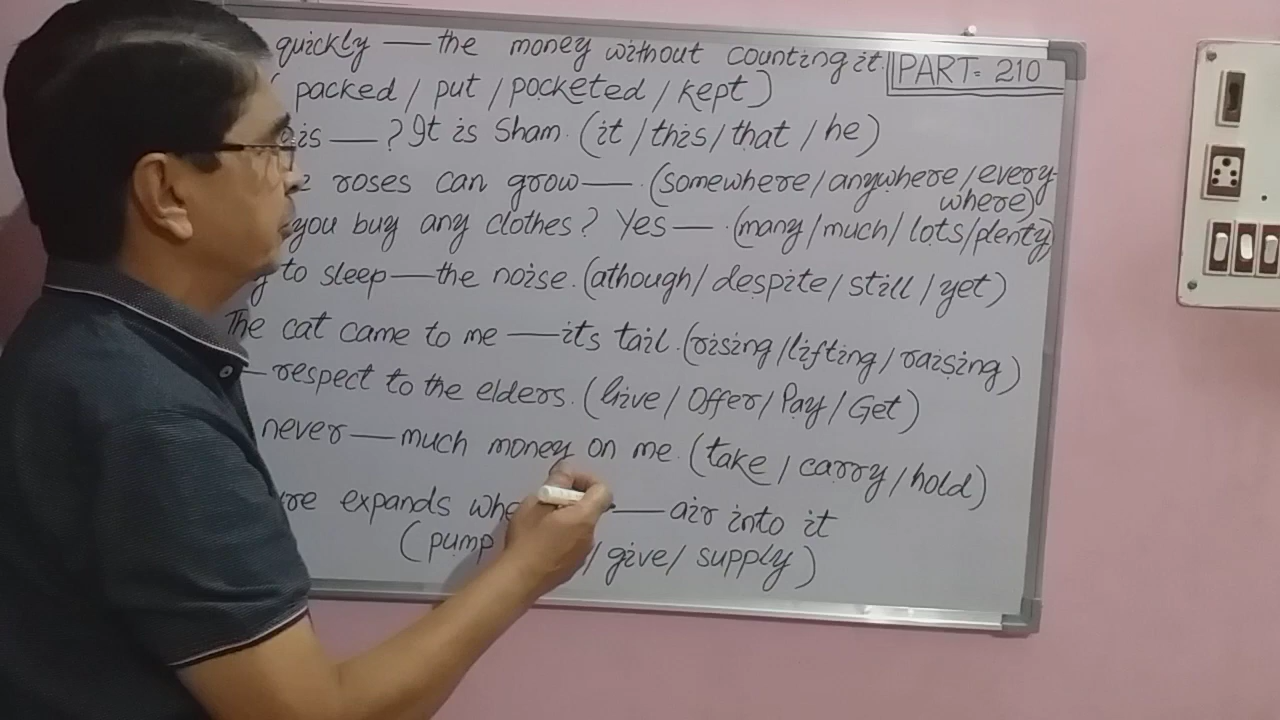 quickly — the money without counting it PART= 210
( packed / put / pocketed / kept )
is — ? It is Sham. (it / this / that / he)
roses can grow — . (somewhere / anywhere / every-
where)
you buy any clothes? Yes — . (many / much / lots / plenty)
to sleep — the noise. (athough / despite / still / yet)
The cat came to me — its tail. (rising / lifting / raising)
— respect to the elders. (Give / Offer / Pay / Get)
never — much money on me. (take / carry / hold)
expands — air into it
(pump / give / supply)